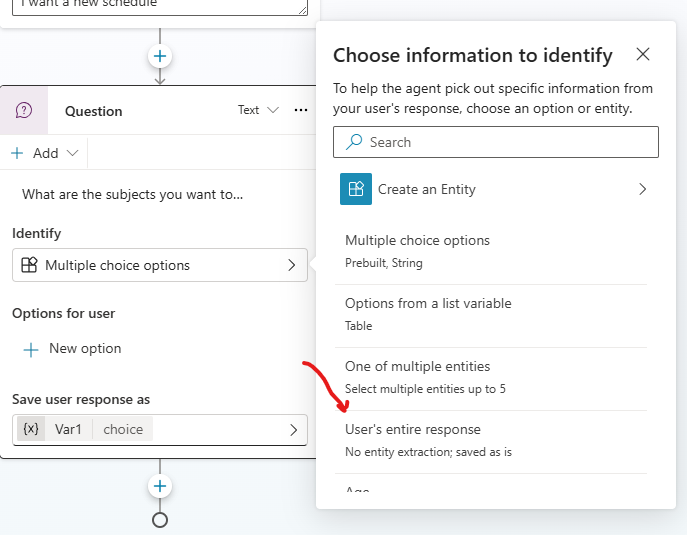 I want a new schedule
Question
Text
Add
What are the subjects you want to...
Identify
Multiple choice options
Options for user
New option
Save user response as
{x} Var1 choice
Choose information to identify
To help the agent pick out specific information from
your user's response, choose an option or entity.
Search
Create an Entity
Multiple choice options
Prebuilt, String
Options from a list variable
Table
One of multiple entities
Select multiple entities up to 5
User's entire response
No entity extraction; saved as is
Age